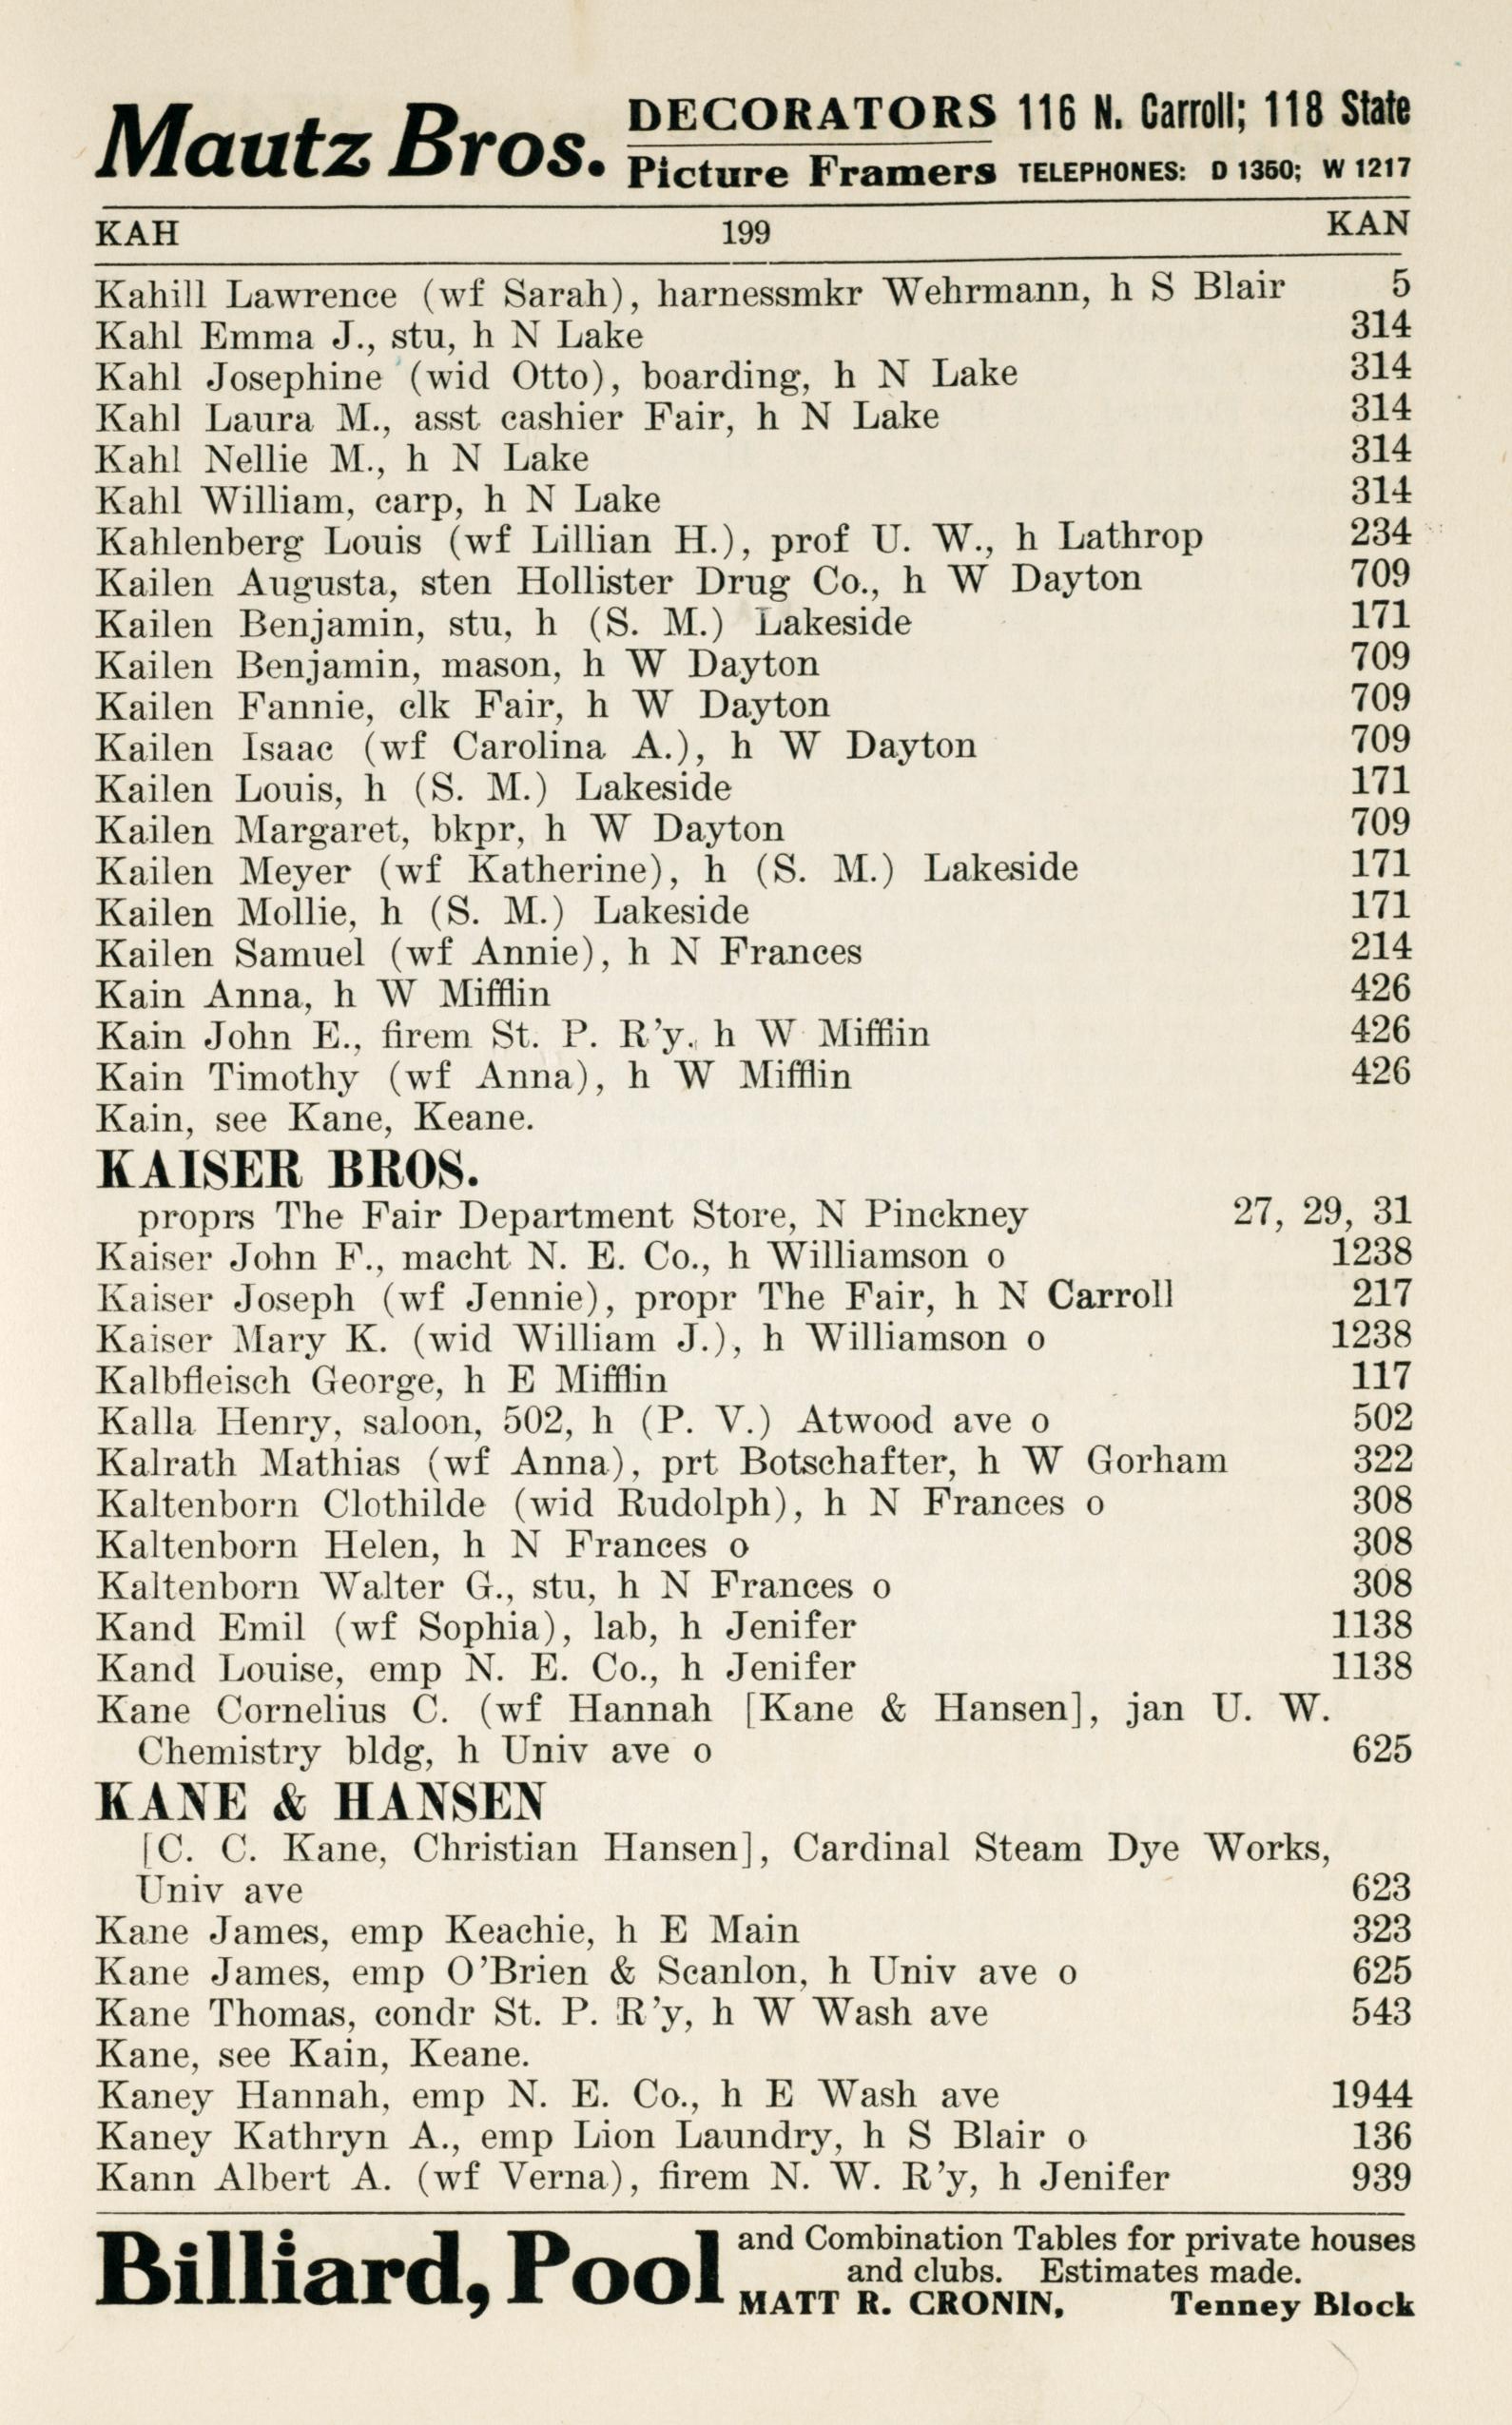 Mautz Bros. DECORATORS 116 N. Carroll; 118 State
Picture Framers TELEPHONES: D 1350; W 1217
KAH 199 KAN
Kahill Lawrence (wf Sarah), harnessmkr Wehrmann, h S Blair 5
Kahl Emma J., stu, h N Lake 314
Kahl Josephine (wid Otto), boarding, h N Lake 314
Kahl Laura M., asst cashier Fair, h N Lake 314
Kahl Nellie M., h N Lake 314
Kahl William, carp, h N Lake 314
Kahlenberg Louis (wf Lillian H.), prof U. W., h Lathrop 234
Kailen Augusta, sten Hollister Drug Co., h W Dayton 709
Kailen Benjamin, stu, h (S. M.) Lakeside 171
Kailen Benjamin, mason, h W Dayton 709
Kailen Fannie, clk Fair, h W Dayton 709
Kailen Isaac (wf Carolina A.), h W Dayton 709
Kailen Louis, h (S. M.) Lakeside 171
Kailen Margaret, bkpr, h W Dayton 709
Kailen Meyer (wf Katherine), h (S. M.) Lakeside 171
Kailen Mollie, h (S. M.) Lakeside 171
Kailen Samuel (wf Annie), h N Frances 214
Kain Anna, h W Mifflin 426
Kain John E., firem St. P. R'y, h W Mifflin 426
Kain Timothy (wf Anna), h W Mifflin 426
Kain, see Kane, Keane.
KAISER BROS.
proprs The Fair Department Store, N Pinckney 27, 29, 31
Kaiser John F., macht N. E. Co., h Williamson o 1238
Kaiser Joseph (wf Jennie), propr The Fair, h N Carroll 217
Kaiser Mary K. (wid William J.), h Williamson o 1238
Kalbfleisch George, h E Mifflin 117
Kalla Henry, saloon, 502, h (P. V.) Atwood ave o 502
Kalrath Mathias (wf Anna), prt Botschafter, h W Gorham 322
Kaltenborn Clothilde (wid Rudolph), h N Frances o 308
Kaltenborn Helen, h N Frances o 308
Kaltenborn Walter G., stu, h N Frances o 308
Kand Emil (wf Sophia), lab, h Jenifer 1138
Kand Louise, emp N. E. Co., h Jenifer 1138
Kane Cornelius C. (wf Hannah [Kane & Hansen], jan U. W.
Chemistry bldg, h Univ ave o 625
KANE & HANSEN
[C. C. Kane, Christian Hansen], Cardinal Steam Dye Works,
Univ ave 623
Kane James, emp Keachie, h E Main 323
Kane James, emp O'Brien & Scanlon, h Univ ave o 625
Kane Thomas, condr St. P. R'y, h W Wash ave 543
Kane, see Kain, Keane.
Kaney Hannah, emp N. E. Co., h E Wash ave 1944
Kaney Kathryn A., emp Lion Laundry, h S Blair o 136
Kann Albert A. (wf Verna), firem N. W. R'y, h Jenifer 939
Billiard, Pool and Combination Tables for private houses
and clubs. Estimates made.
MATT R. CRONIN, Tenney Block